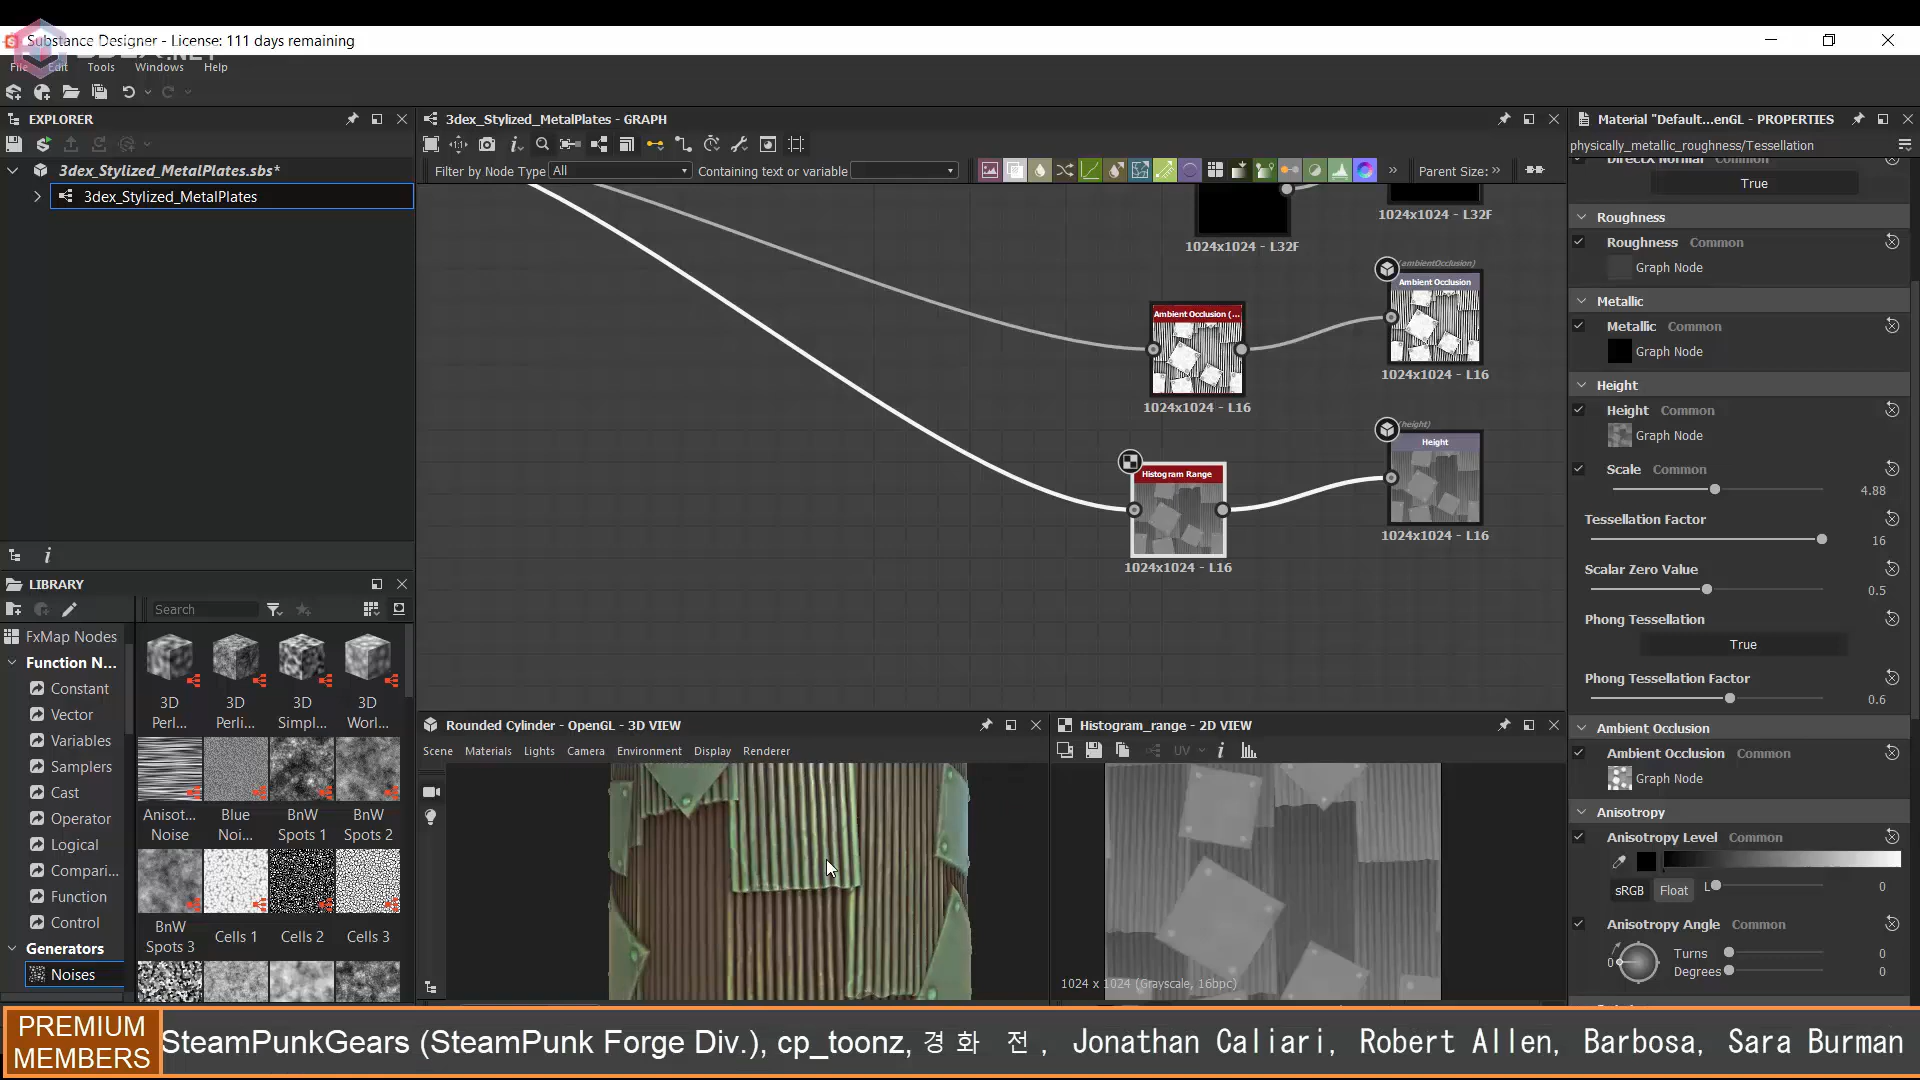 Substance Designer - License: 111 days remaining
File Edit Tools Windows Help
EXPLORER
3dex_Stylized_MetalPlates.sbs*
3dex_Stylized_MetalPlates
3dex_Stylized_MetalPlates - GRAPH
Filter by Node Type All
Containing text or variable
Parent Size:
1024x1024 - L32F
1024x1024 - L32F
(ambientOcclusion)
Ambient Occlusion
1024x1024 - L16
Ambient Occlusion (...
1024x1024 - L16
(height)
Height
1024x1024 - L16
Histogram Range
1024x1024 - L16
Material "Default...enGL - PROPERTIES
physically_metallic_roughness/Tessellation
DirectX Normal Common
True
Roughness
Roughness Common
Graph Node
Metallic
Metallic Common
Graph Node
Height
Height Common
Graph Node
Scale Common
4.88
Tessellation Factor
16
Scalar Zero Value
0.5
Phong Tessellation
True
Phong Tessellation Factor
0.6
Ambient Occlusion
Ambient Occlusion Common
Graph Node
Anisotropy
Anisotropy Level Common
sRGB Float L 0
Anisotropy Angle Common
0 Turns 0
Degrees 0
LIBRARY
Search
FxMap Nodes
Function N...
Constant
Vector
Variables
Samplers
Cast
Operator
Logical
Compari...
Function
Control
Generators
Noises
3D Perl...
3D Perli...
3D Simpl...
3D Worl...
Anisot... Noise
Blue Noi...
BnW Spots 1
BnW Spots 2
BnW Spots 3
Cells 1
Cells 2
Cells 3
Rounded Cylinder - OpenGL - 3D VIEW
Scene Materials Lights Camera Environment Display Renderer
Histogram_range - 2D VIEW
UV
1024 x 1024 (Grayscale, 16bpc)
PREMIUM MEMBERS
SteamPunkGears (SteamPunk Forge Div.), cp_toonz, 경화 전, Jonathan Caliari, Robert Allen, Barbosa, Sara Burman